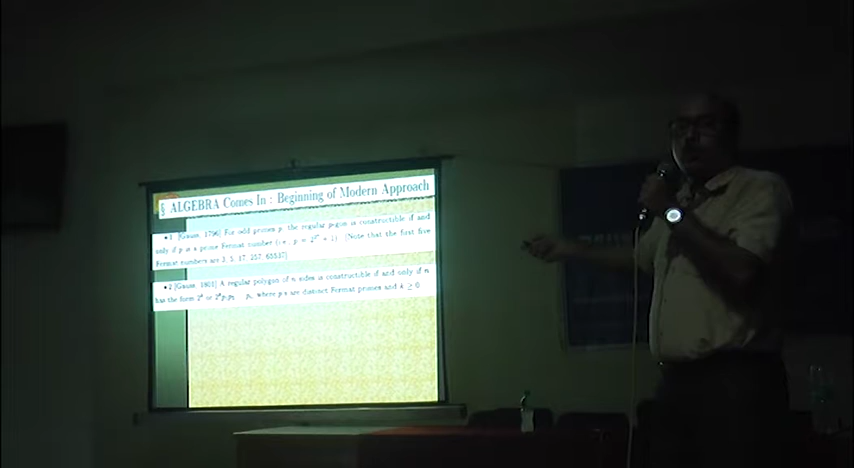 § ALGEBRA Comes In : Beginning of Modern Approach
•1 [Gauss, 1796] For odd primes p, the regular p-gon is constructible if and
only if p is a prime Fermat number (i.e., p = 2^{2^n} + 1). (Note that the first five
Fermat numbers are 3, 5, 17, 257, 65537)
•2 [Gauss, 1801] A regular polygon of n sides is constructible if and only if n
has the form 2^k or 2^k p₁p₂ pᵣ, where p's are distinct Fermat primes and k ≥ 0.